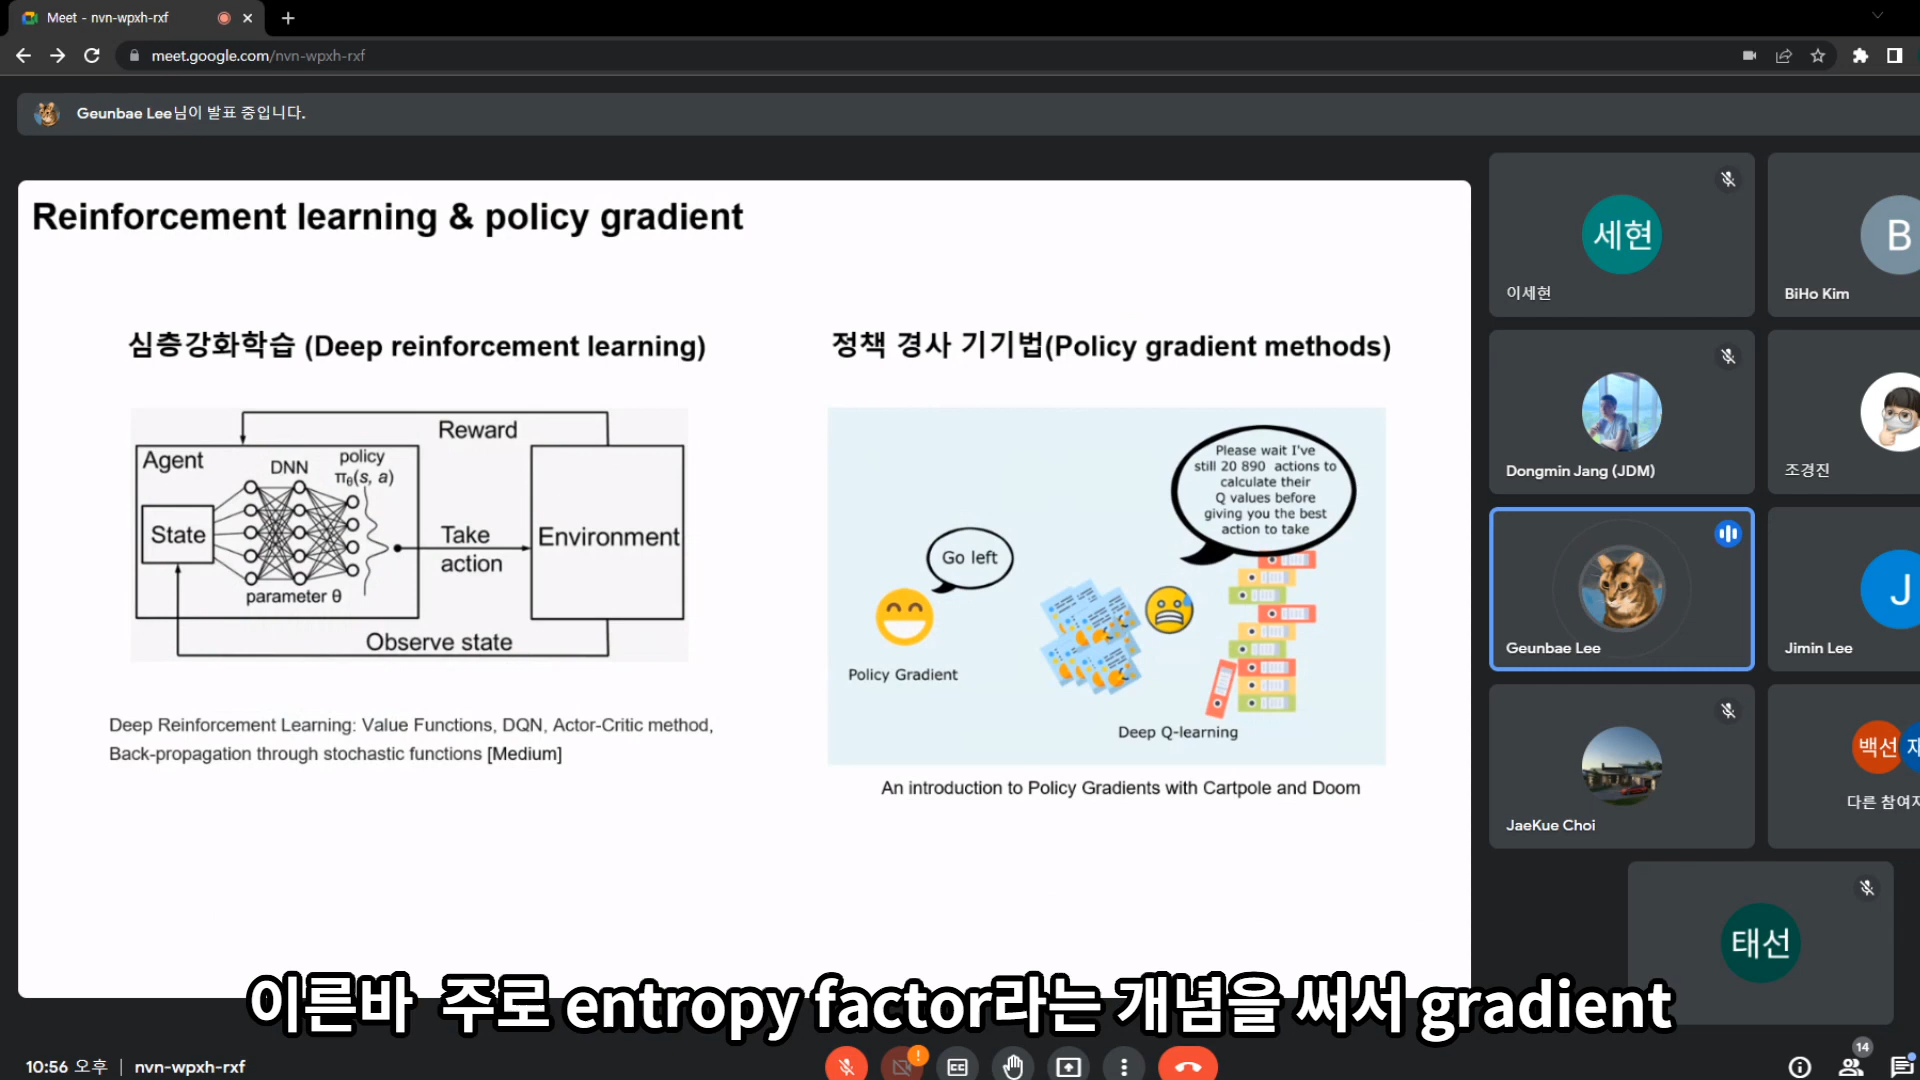 Meet - nvn-wpxh-rxf
meet.google.com/nvn-wpxh-rxf
Geunbae Lee님이 발표 중입니다.
Reinforcement learning & policy gradient
심층강화학습 (Deep reinforcement learning)
Reward
Agent
DNN
policy
πθ(s, a)
State
Take
action
Environment
parameter θ
Observe state
Deep Reinforcement Learning: Value Functions, DQN, Actor-Critic method,
Back-propagation through stochastic functions [Medium]
정책 경사 기기법(Policy gradient methods)
Please wait I've
still 20 890 actions to
calculate their
Q values before
giving you the best
action to take
Go left
Policy Gradient
Deep Q-learning
An introduction to Policy Gradients with Cartpole and Doom
세현
이세현
B
BiHo Kim
Dongmin Jang (JDM)
조경진
Geunbae Lee
J
Jimin Lee
JaeKue Choi
백선
다른 참여자
태선
이른바 주로 entropy factor라는 개념을 써서 gradient
10:56 오후 | nvn-wpxh-rxf
14